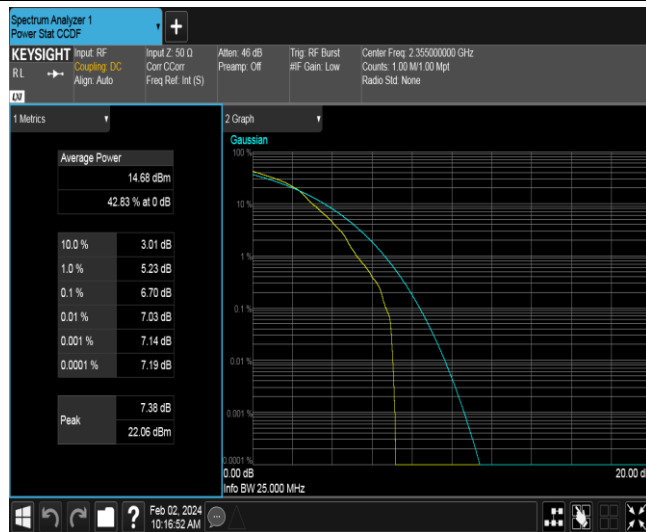 Spectrum Analyzer 1
Power Stat CCDF
+
KEYSIGHT
RL
LXI
Input: RF
Coupling: DC
Align: Auto
Input Z: 50 Ω
Corr CCorr
Freq Ref: Int (S)
Atten: 46 dB
Preamp: Off
Trig: RF Burst
#IF Gain: Low
Center Freq: 2.355000000 GHz
Counts: 1.00 M/1.00 Mpt
Radio Std: None
1 Metrics
Average Power
14.68 dBm
42.83 % at 0 dB
10.0 % 3.01 dB
1.0 % 5.23 dB
0.1 % 6.70 dB
0.01 % 7.03 dB
0.001 % 7.14 dB
0.0001 % 7.19 dB
Peak
7.38 dB
22.06 dBm
2 Graph
Gaussian
100 %
10 %
1 %
0.1 %
0.01 %
0.001 %
0.0001 %
0.00 dB
20.00 d
Info BW 25.000 MHz
?
Feb 02, 2024
10:16:52 AM